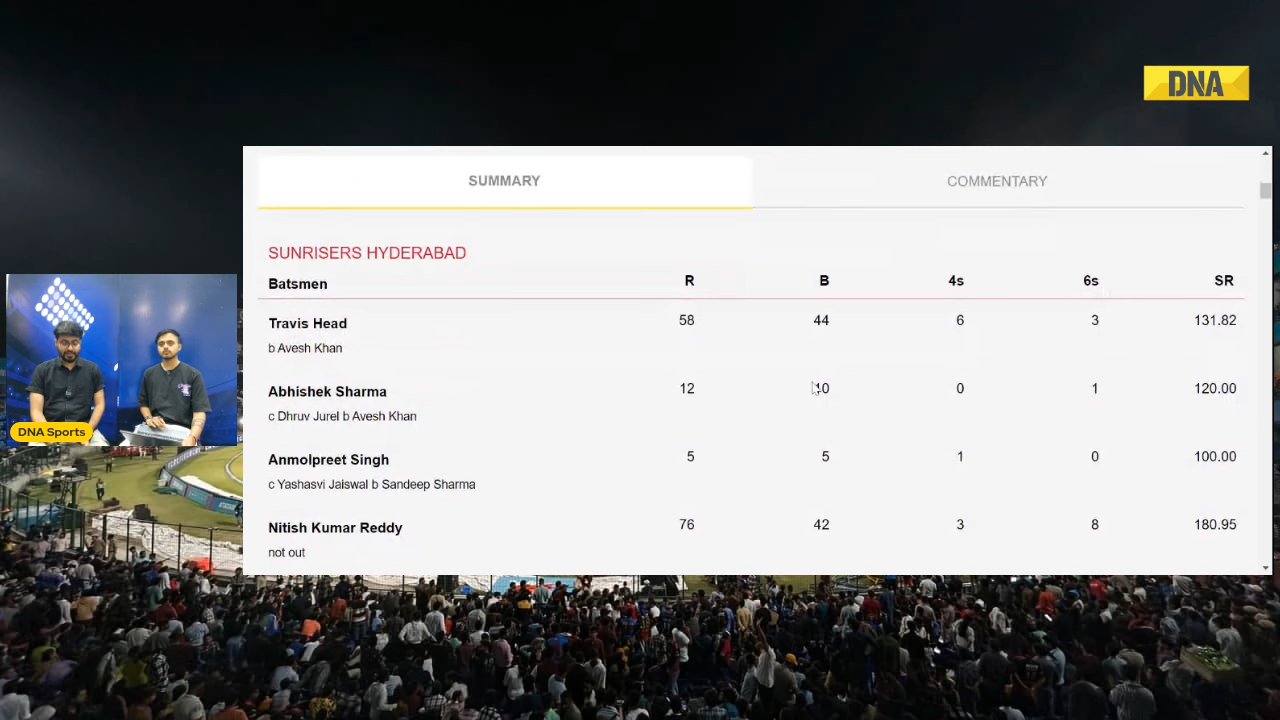 DNA
SUMMARY COMMENTARY
SUNRISERS HYDERABAD
Batsmen R B 4s 6s SR
Travis Head 58 44 6 3 131.82
b Avesh Khan
Abhishek Sharma 12 10 0 1 120.00
c Dhruv Jurel b Avesh Khan
Anmolpreet Singh 5 5 1 0 100.00
c Yashasvi Jaiswal b Sandeep Sharma
Nitish Kumar Reddy 76 42 3 8 180.95
not out
DNA Sports